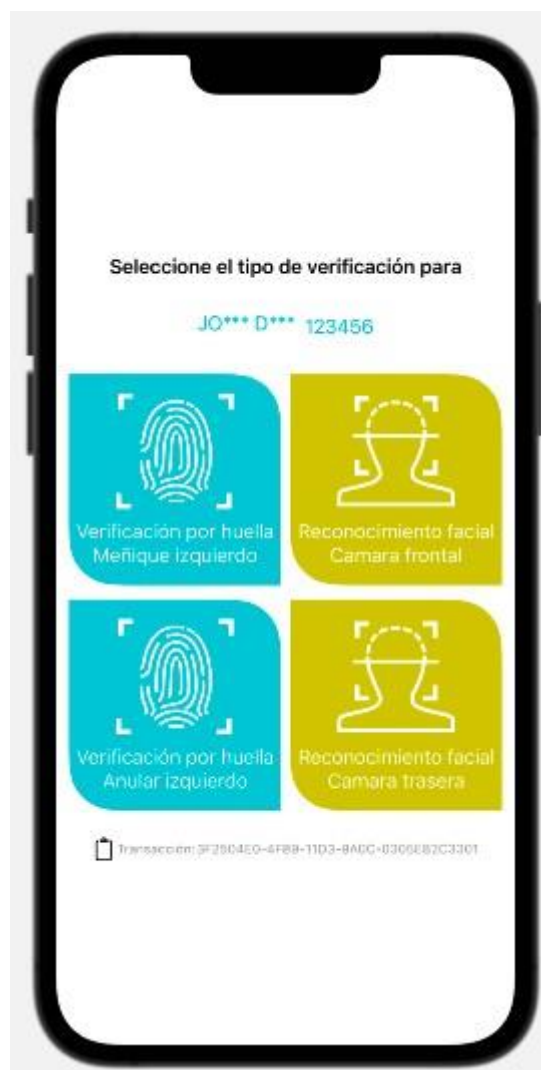 Seleccione el tipo de verificación para
JO*** D*** 123456
Verificación por huella
Meñique izquierdo
Reconocimiento facial
Camara frontal
Verificación por huella
Anular izquierdo
Reconocimiento facial
Camara trasera
Transacción: 3F2504E0-4F89-11D3-9A0C-0305E82C3301